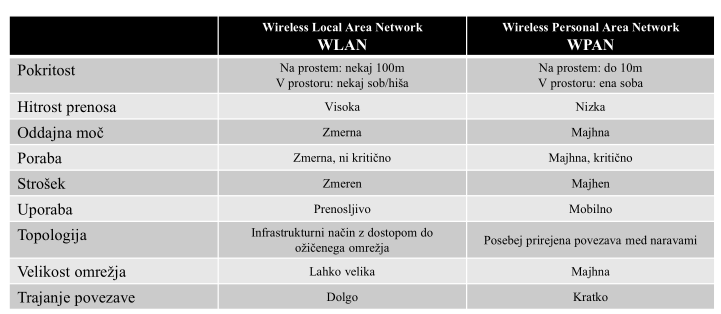 Wireless Local Area Network
WLAN
Wireless Personal Area Network
WPAN
Pokritost
Na prostem: nekaj 100m
V prostoru: nekaj sob/hiša
Na prostem: do 10m
V prostoru: ena soba
Hitrost prenosa
Visoka
Nizka
Oddajna moč
Zmerna
Majhna
Poraba
Zmerna, ni kritično
Majhna, kritično
Strošek
Zmeren
Majhen
Uporaba
Prenosljivo
Mobilno
Topologija
Infrastrukturni način z dostopom do
ožičenega omrežja
Posebej prirejena povezava med naravami
Velikost omrežja
Lahko velika
Majhna
Trajanje povezave
Dolgo
Kratko